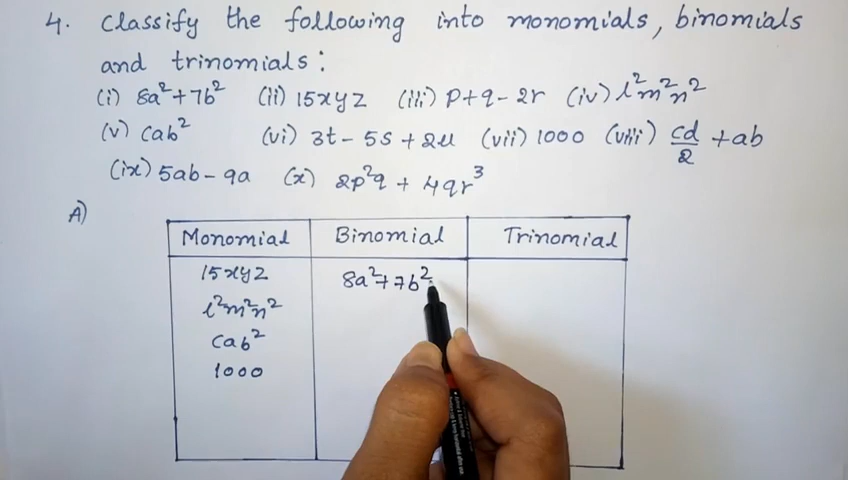 4. Classify the following into monomials, binomials
and trinomials:
(i) 8a²+7b² (ii) 15xyz (iii) p+q-2r (iv) l²m²n²
(v) cab² (vi) 3t-5s+2u (vii) 1000 (viii) cd/2 +ab
(ix) 5ab-9a (x) 2p²q + 4qr³
A)
Monomial Binomial Trinomial
15xyz 8a²+7b²
l²m²n²
cab²
1000